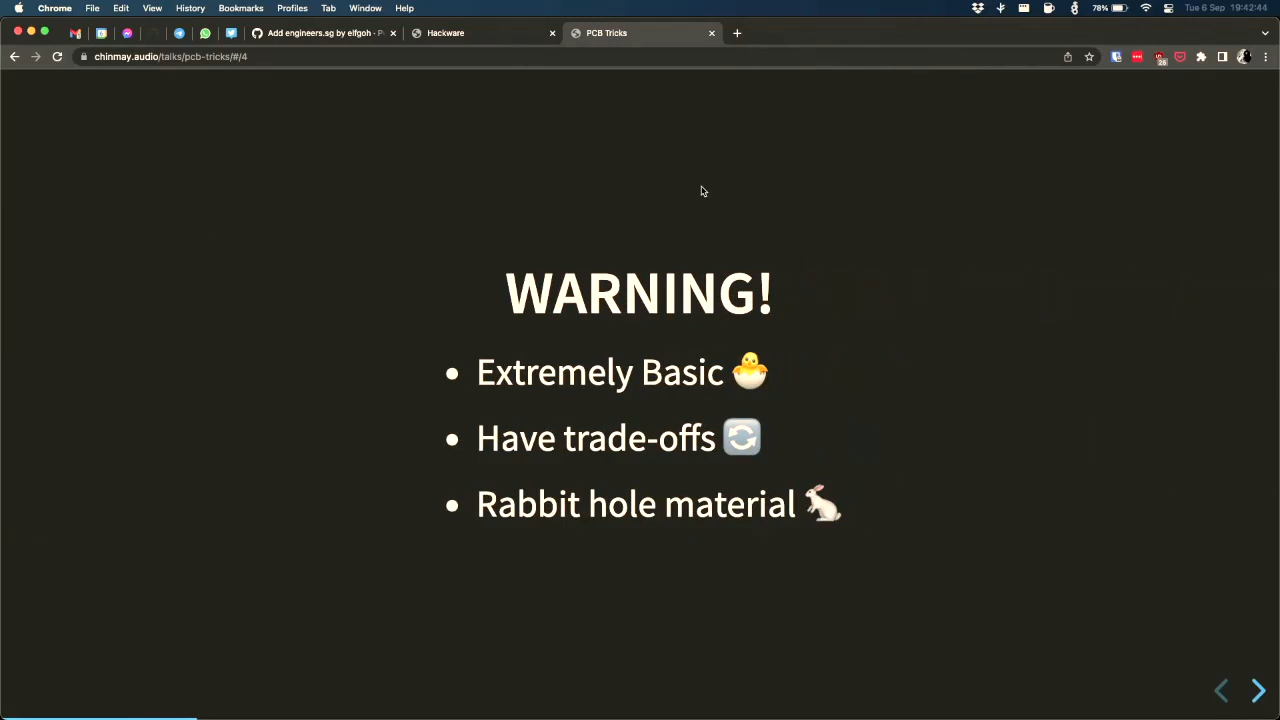 Chrome File Edit View History Bookmarks Profiles Tab Window Help 78% Tue 6 Sep 19:42:44
Add engineers.sg by elfgoh · P Hackware PCB Tricks
chinmay.audio/talks/pcb-tricks/#/4 28
WARNING!
Extremely Basic 🐣
Have trade-offs 🔄
Rabbit hole material 🐇